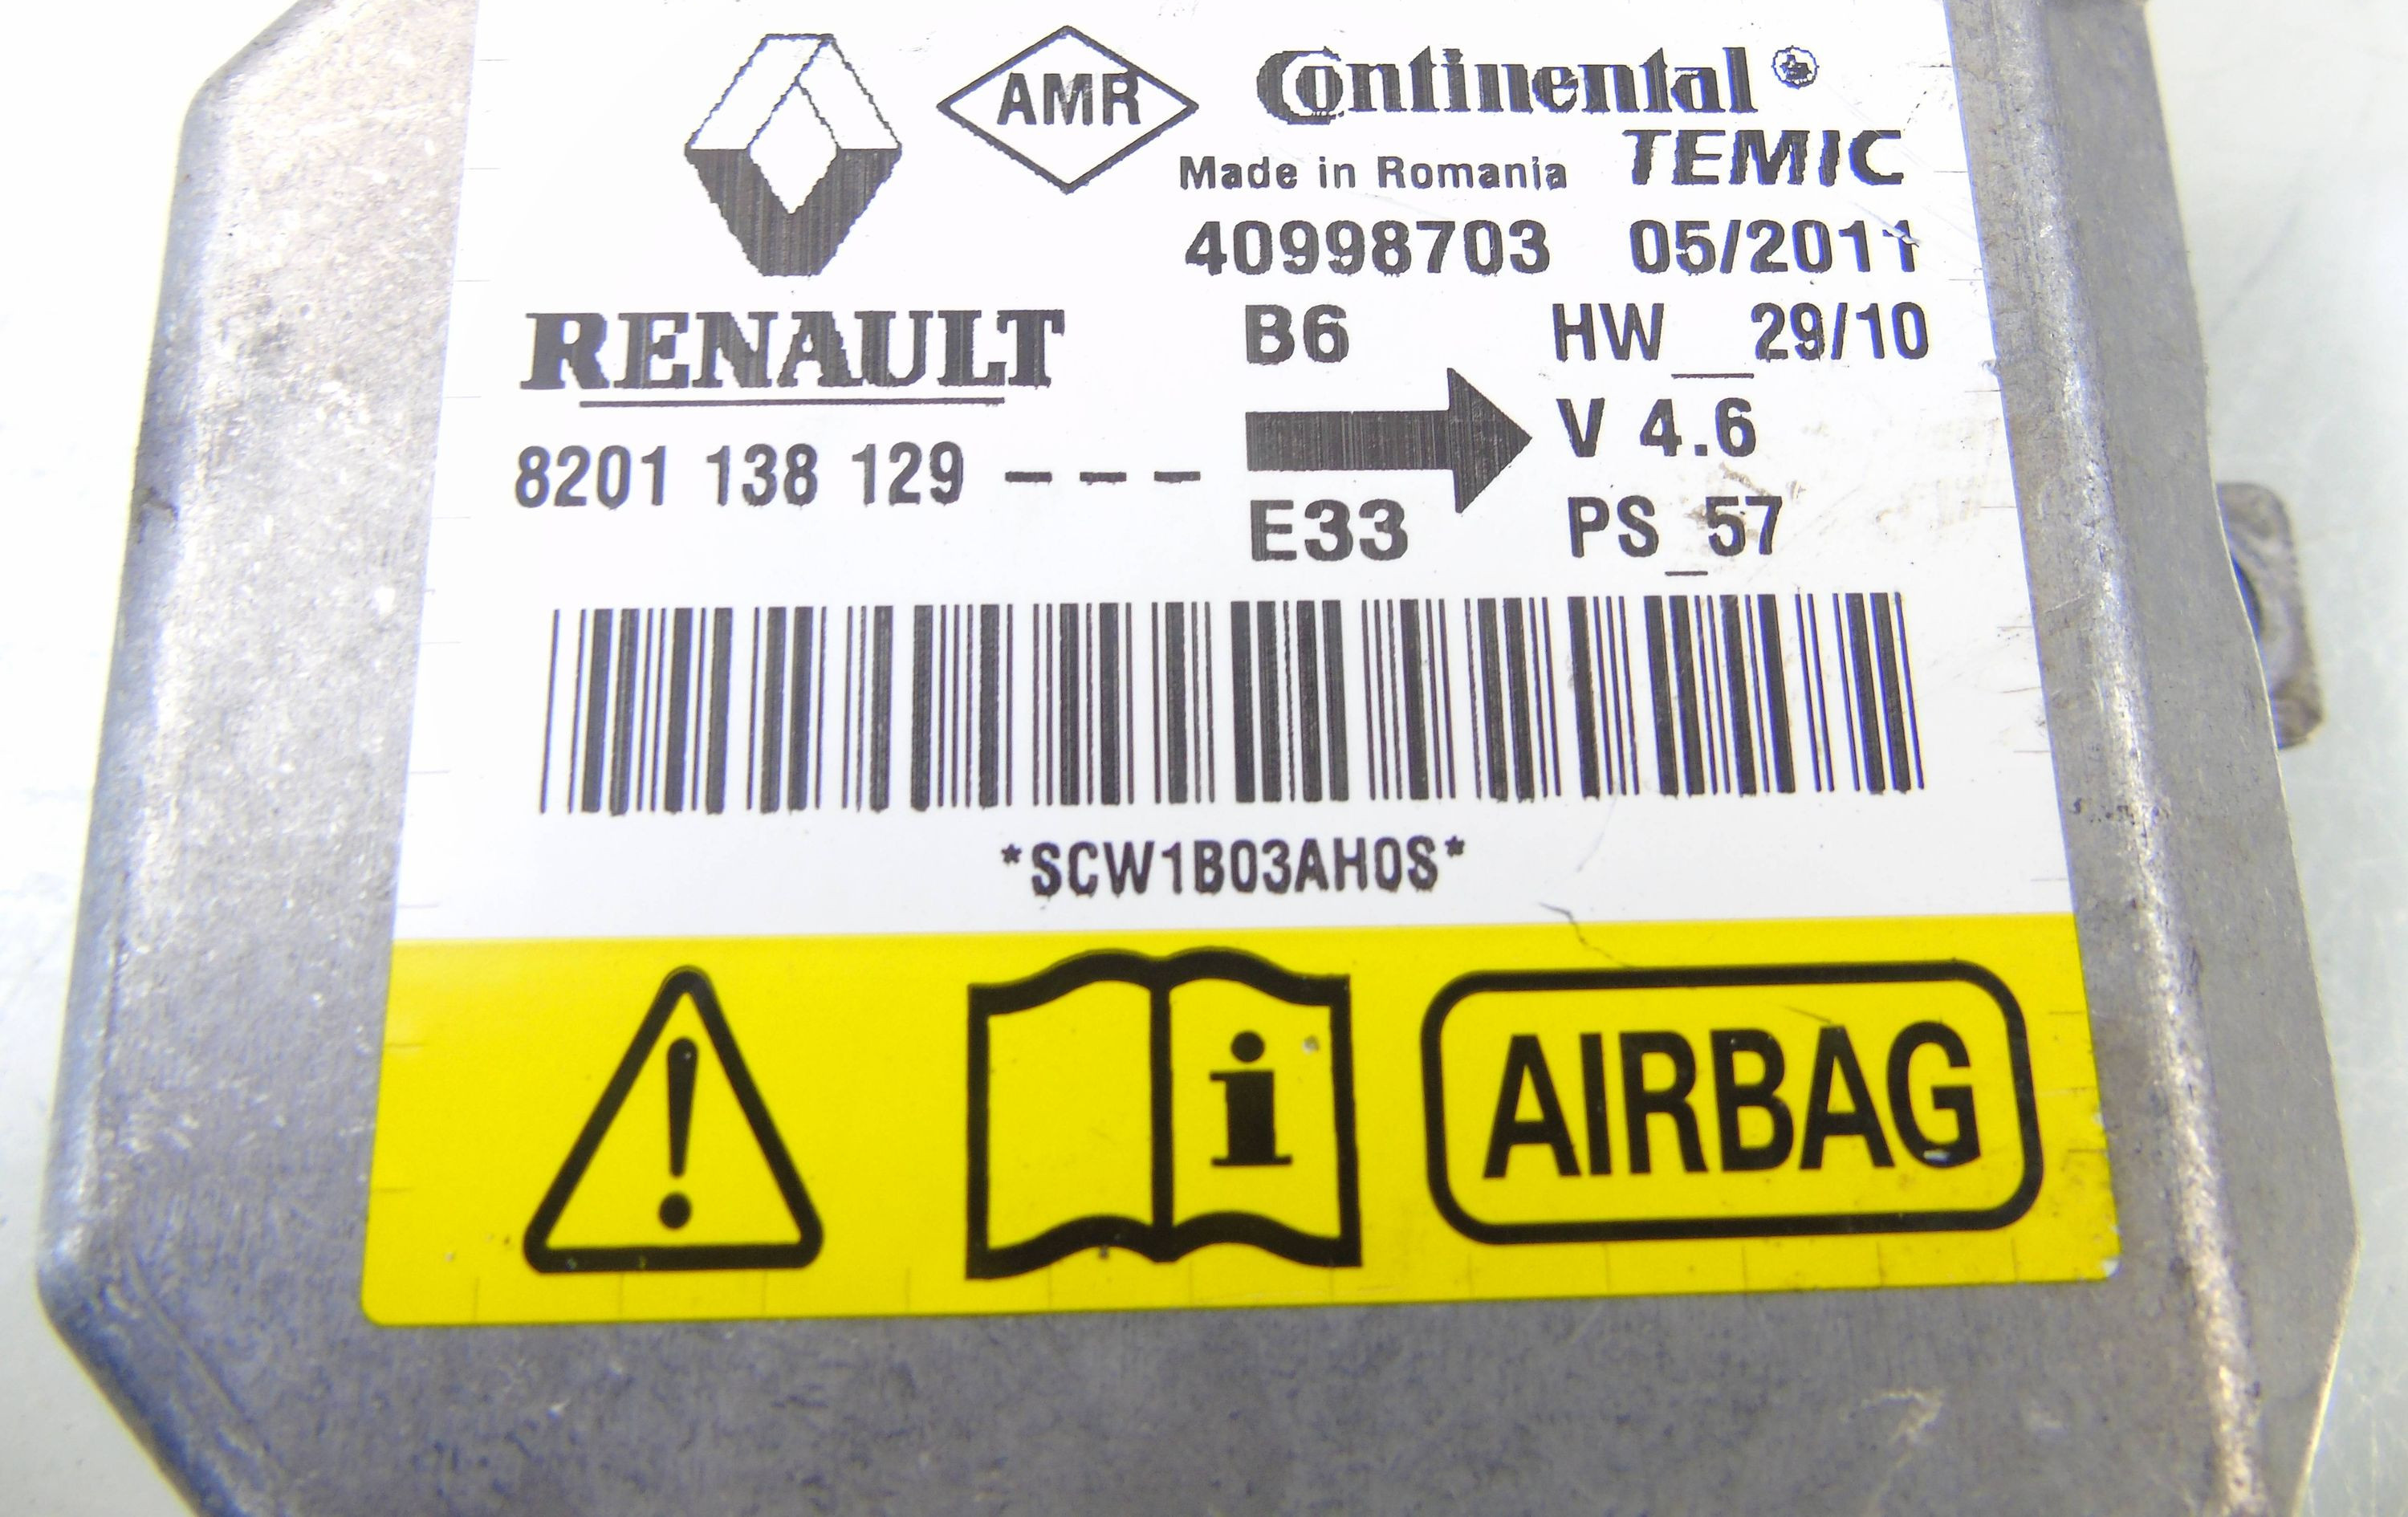 AMR
Continental
TEMIC
Made in Romania
40998703 05/2011
RENAULT
B6 HW__29/10
V 4.6
8201 138 129 - - -
E33 PS_57
*SCW1B03AH0S*
AIRBAG